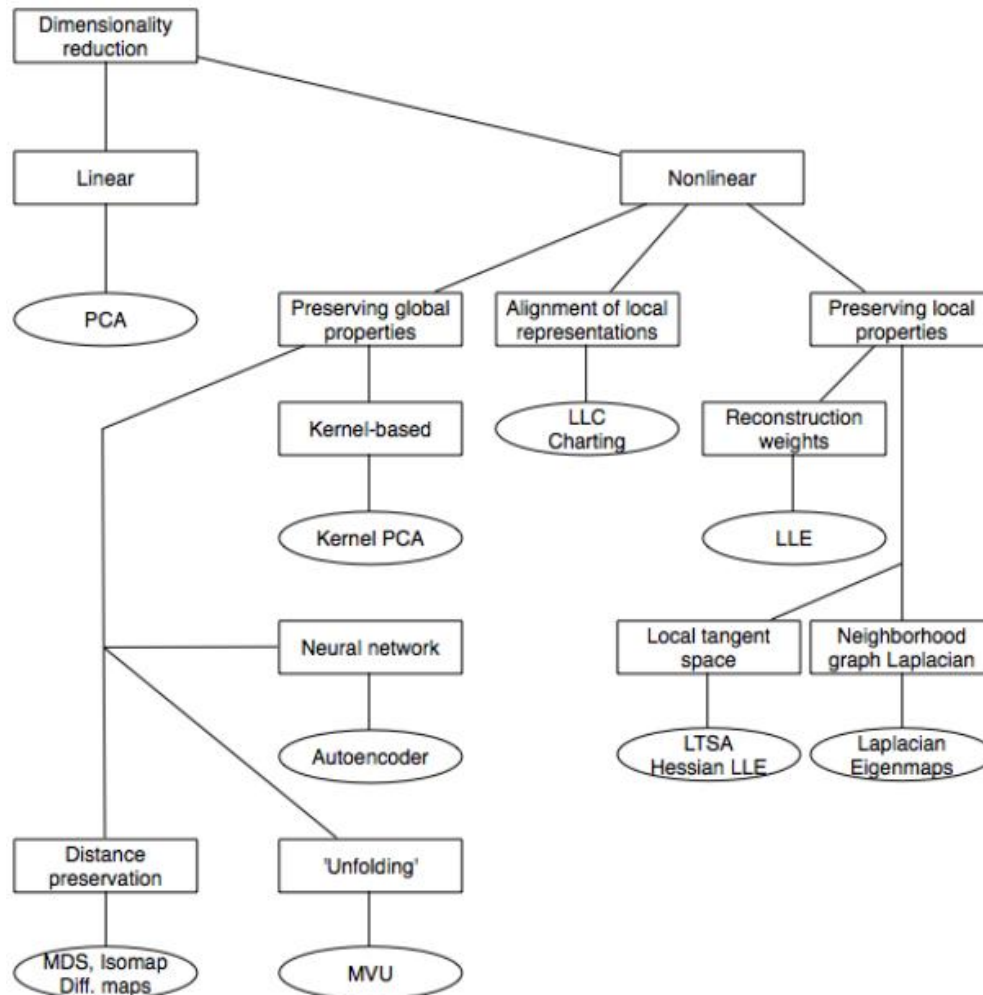 Dimensionality
reduction
Linear
Nonlinear
PCA
Preserving global
properties
Alignment of local
representations
Preserving local
properties
Kernel-based
LLC
Charting
Reconstruction
weights
Kernel PCA
LLE
Neural network
Local tangent
space
Neighborhood
graph Laplacian
Autoencoder
LTSA
Hessian LLE
Laplacian
Eigenmaps
Distance
preservation
'Unfolding'
MDS, Isomap
Diff. maps
MVU